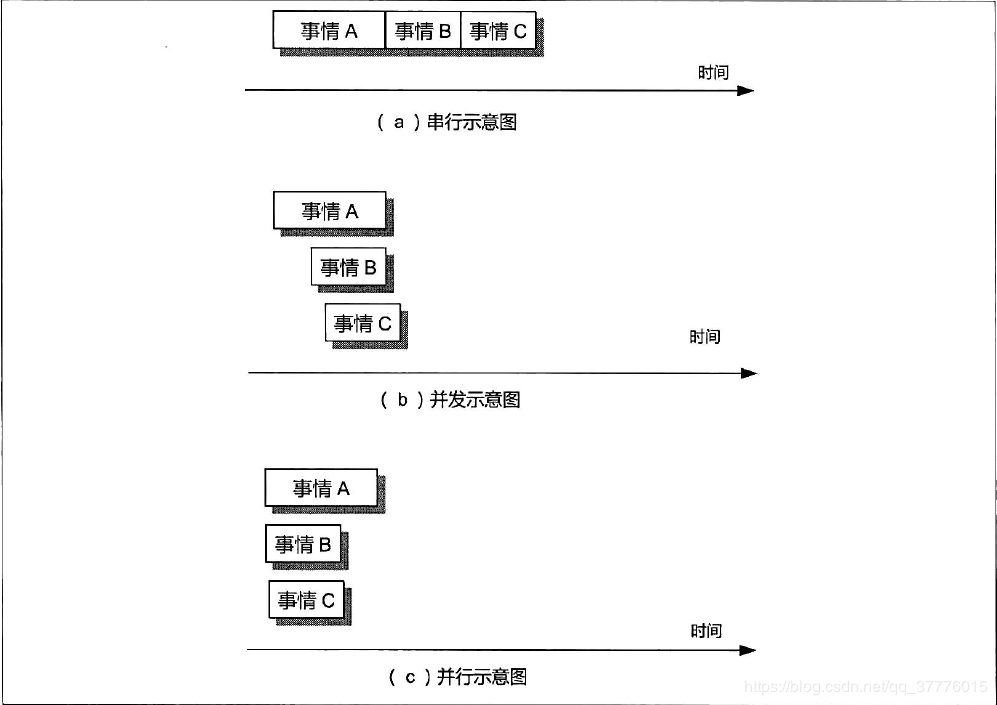 事情 A 事情 B 事情 C
时间
（ a ）串行示意图
事情 A
事情 B
事情 C
时间
（ b ）并发示意图
事情 A
事情 B
事情 C
时间
（ c ）并行示意图
https://blog.csdn.net/qq_37776015